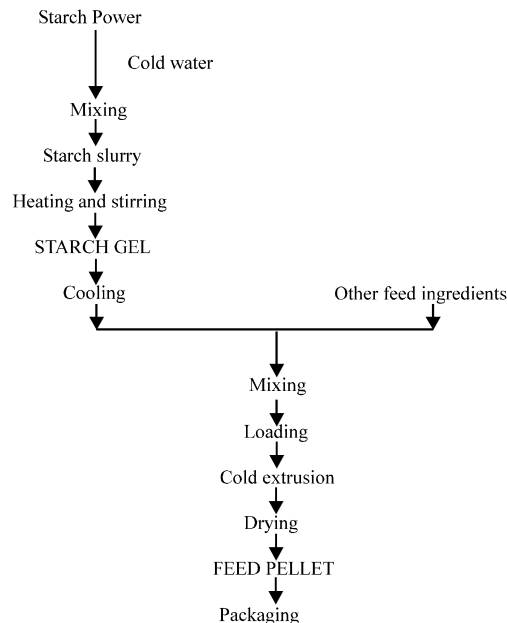 Starch Power
Cold water
Mixing
Starch slurry
Heating and stirring
STARCH GEL
Cooling
Other feed ingredients
Mixing
Loading
Cold extrusion
Drying
FEED PELLET
Packaging